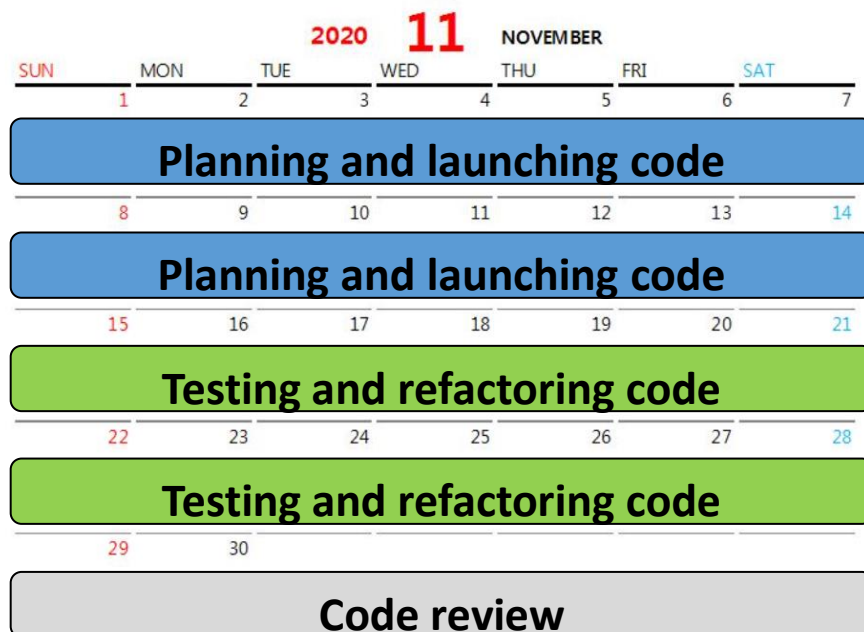 2020 11 NOVEMBER
SUN MON TUE WED THU FRI SAT
1 2 3 4 5 6 7
Planning and launching code
8 9 10 11 12 13 14
Planning and launching code
15 16 17 18 19 20 21
Testing and refactoring code
22 23 24 25 26 27 28
Testing and refactoring code
29 30
Code review